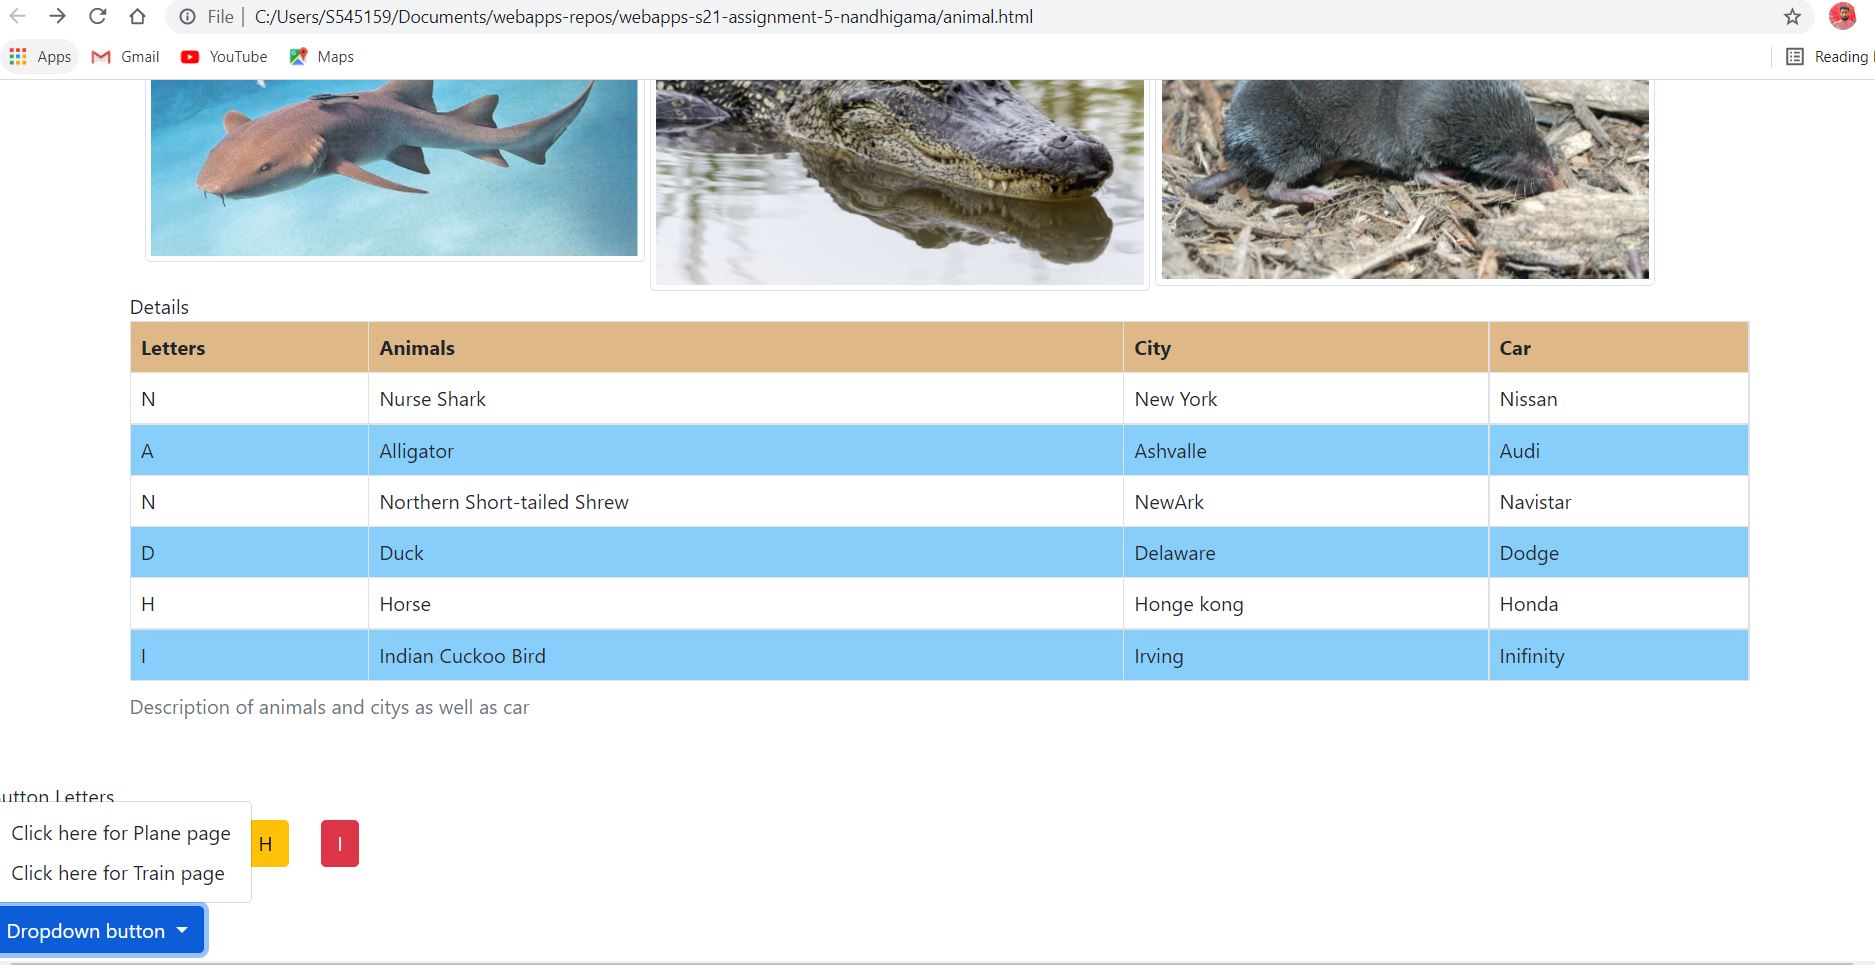 File | C:/Users/S545159/Documents/webapps-repos/webapps-s21-assignment-5-nandhigama/animal.html
Apps Gmail YouTube Maps Reading
Details
Letters Animals City Car
N Nurse Shark New York Nissan
A Alligator Ashvalle Audi
N Northern Short-tailed Shrew NewArk Navistar
D Duck Delaware Dodge
H Horse Honge kong Honda
I Indian Cuckoo Bird Irving Inifinity
Description of animals and citys as well as car
utton Letters
Click here for Plane page
H I
Click here for Train page
Dropdown button